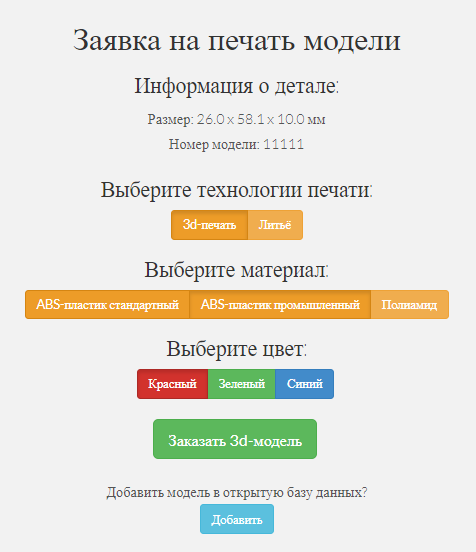 Заявка на печать модели
Информация о детале:
Размер: 26.0 x 58.1 x 10.0 мм
Номер модели: 11111
Выберите технологии печати:
3d-печать Литьё
Выберите материал:
ABS-пластик стандартный ABS-пластик промышленный Полиамид
Выберите цвет:
Красный Зеленый Синий
Заказать 3d-модель
Добавить модель в открытую базу данных?
Добавить